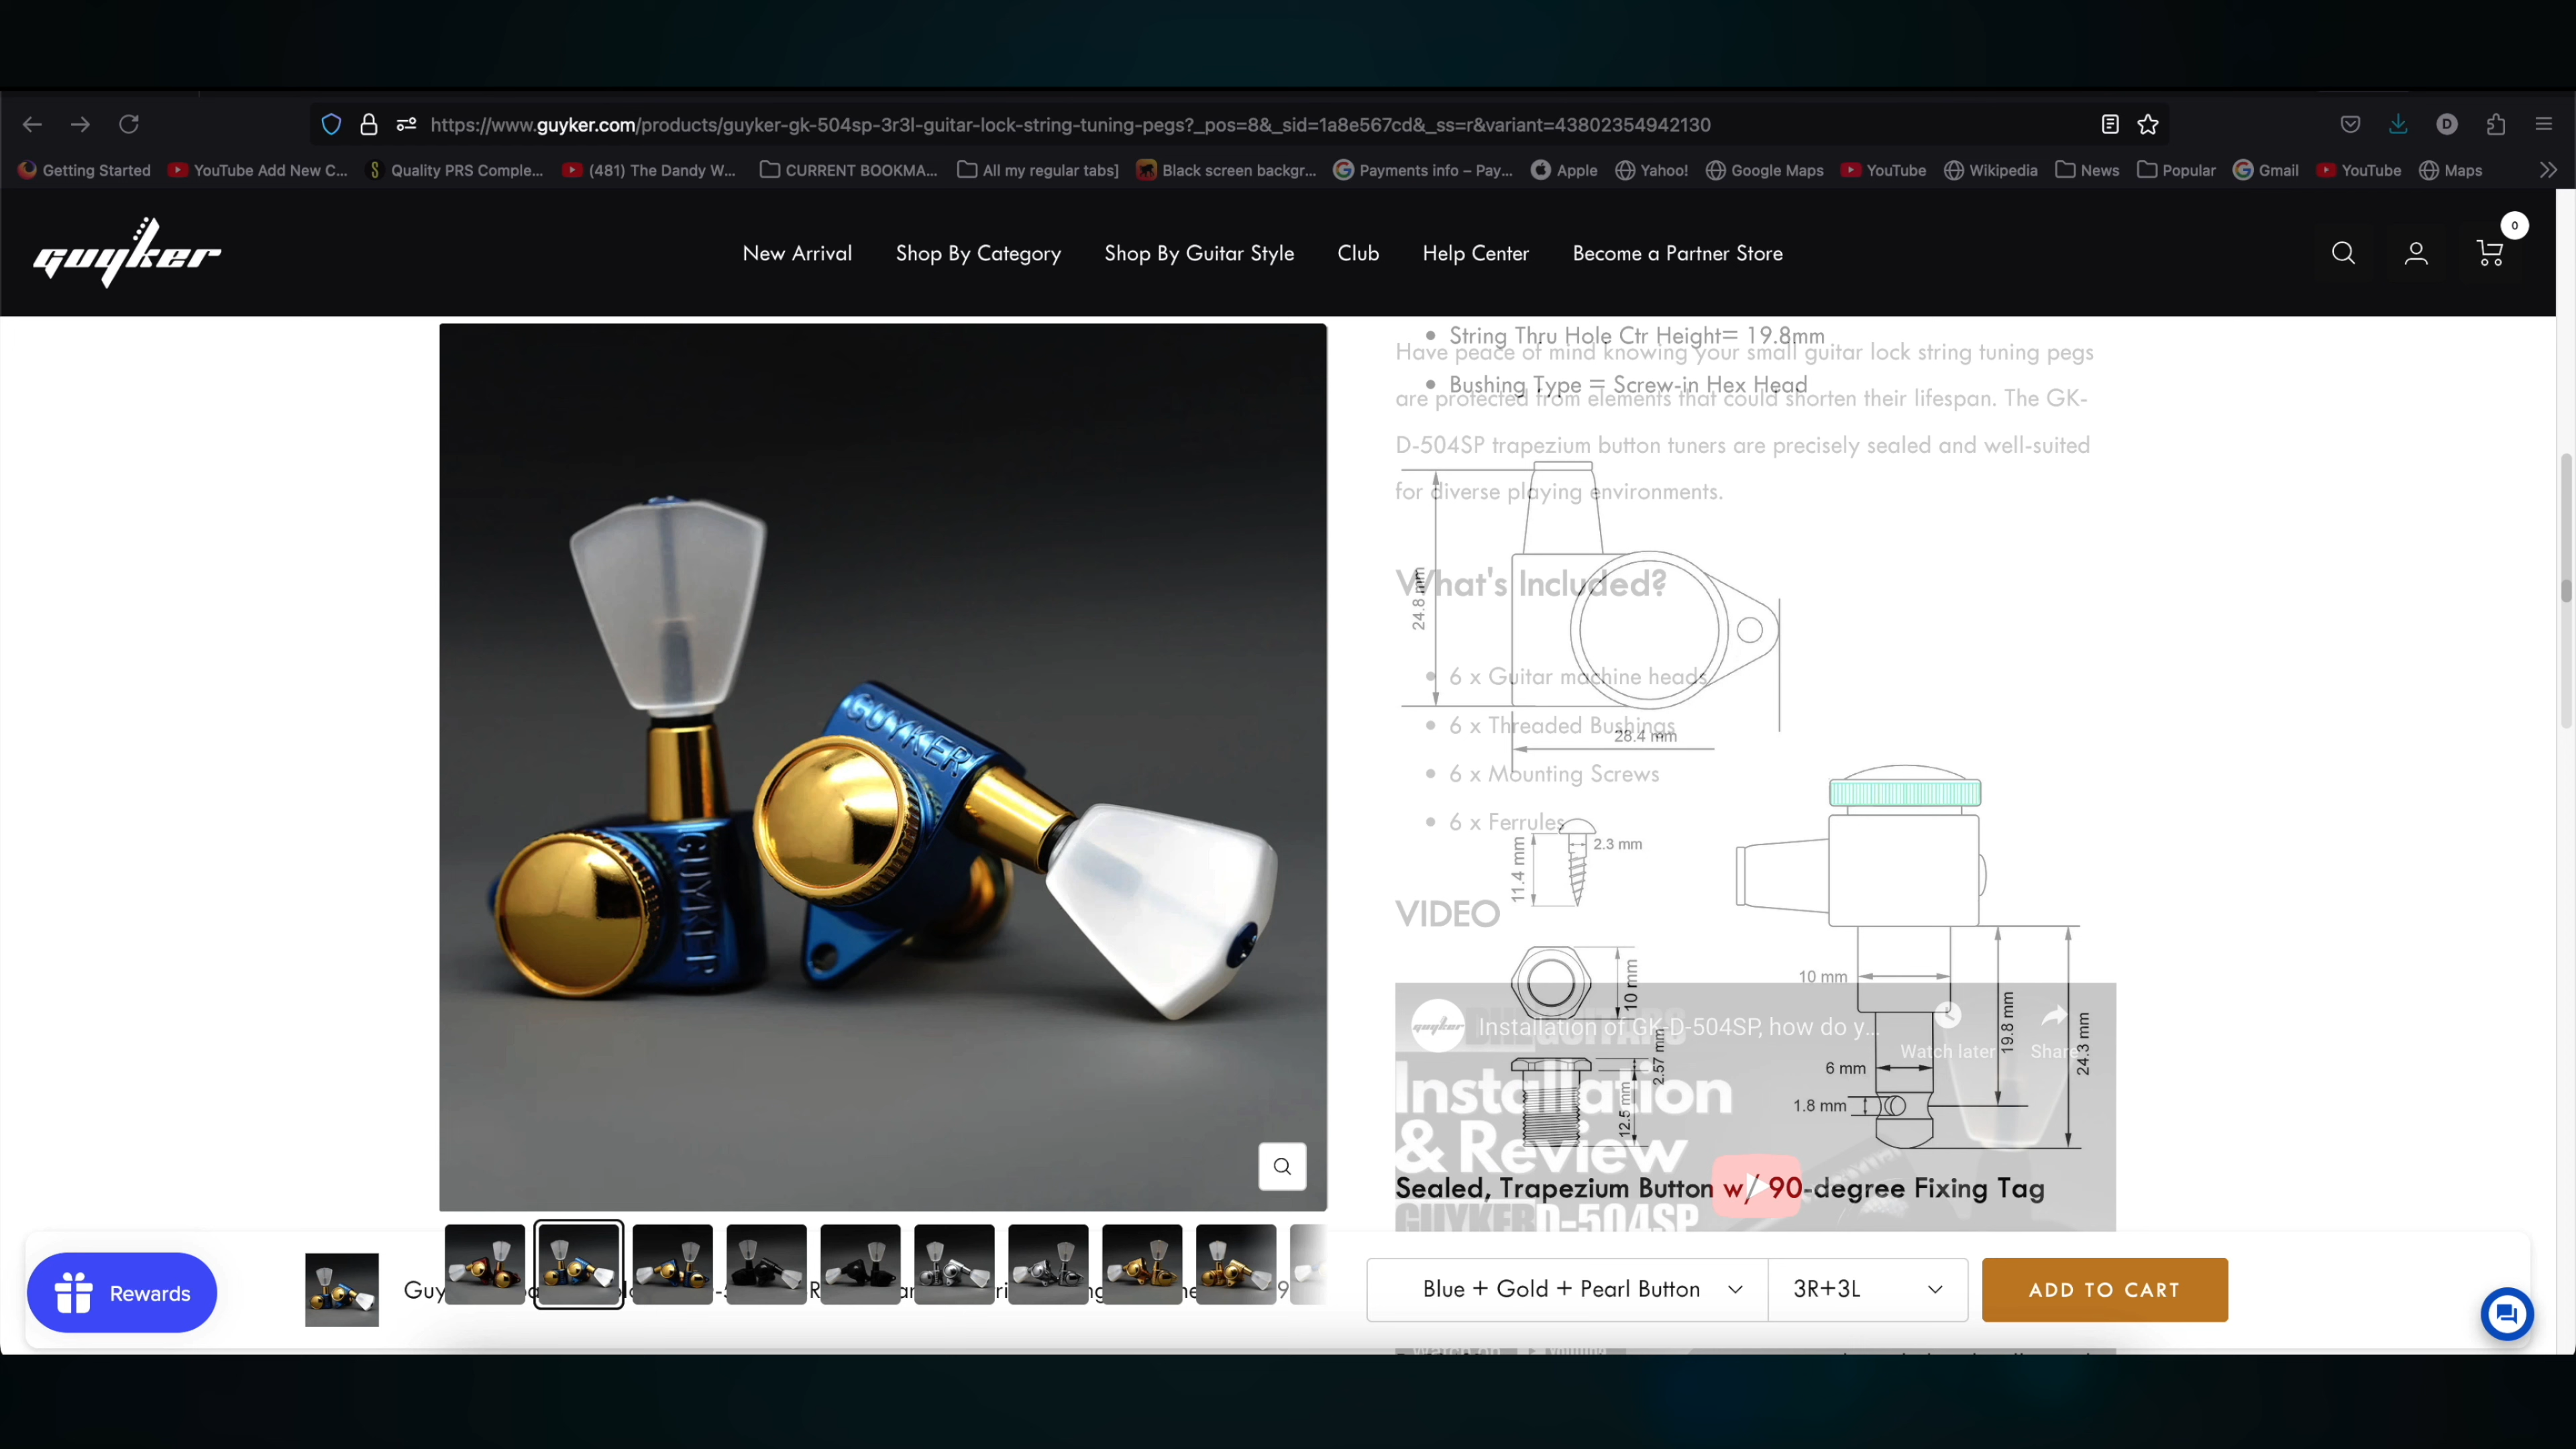 https://www.guyker.com/products/guyker-gk-504sp-3r3l-guitar-lock-string-tuning-pegs?_pos=8&_sid=1a8e567cd&_ss=r&variant=43802354942130
Getting Started
YouTube Add New C...
Quality PRS Comple...
(481) The Dandy W...
CURRENT BOOKMA...
All my regular tabs]
Black screen backgr...
Payments info – Pay...
Apple
Yahoo!
Google Maps
YouTube
Wikipedia
News
Popular
Gmail
YouTube
Maps
guyker
New Arrival
Shop By Category
Shop By Guitar Style
Club
Help Center
Become a Partner Store
0
String Thru Hole Ctr Height= 19.8mm
Have peace of mind knowing your small guitar lock string tuning pegs
Bushing Type = Screw-in Hex Head
are protected from elements that could shorten their lifespan. The GK-
D-504SP trapezium button tuners are precisely sealed and well-suited
for diverse playing environments.
24.8 mm
What's Included?
6 x Guitar machine heads
6 x Threaded Bushings
28.4 mm
6 x Mounting Screws
6 x Ferrules
2.3 mm
11.4 mm
VIDEO
10 mm
10 mm
guyker
Installation of GK-D-504SP, how do y...
GUITARS
Watch later
Share
19.8 mm
24.3 mm
2.57 mm
12.5 mm
6 mm
1.8 mm
Installation
& Review
Sealed, Trapezium Button w/ 90-degree Fixing Tag
GUYKER D-504SP
GUYKER
GUYKER
Rewards
Guy
Blue + Gold + Pearl Button
3R+3L
ADD TO CART
Watch on